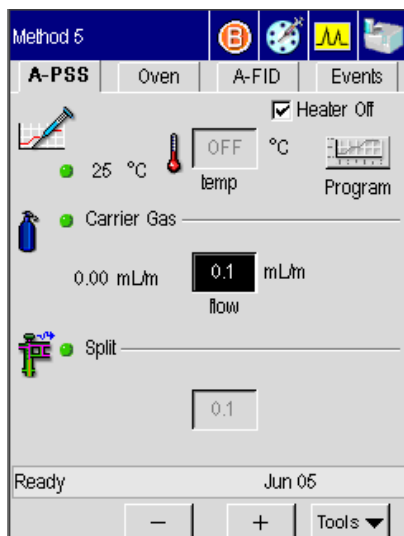 Method 5
B
A-PSS Oven A-FID Events
Heater Off
25 °C OFF °C
temp Program
Carrier Gas
0.00 mL/m 0.1 mL/m
flow
Split
0.1
Ready Jun 05
− + Tools